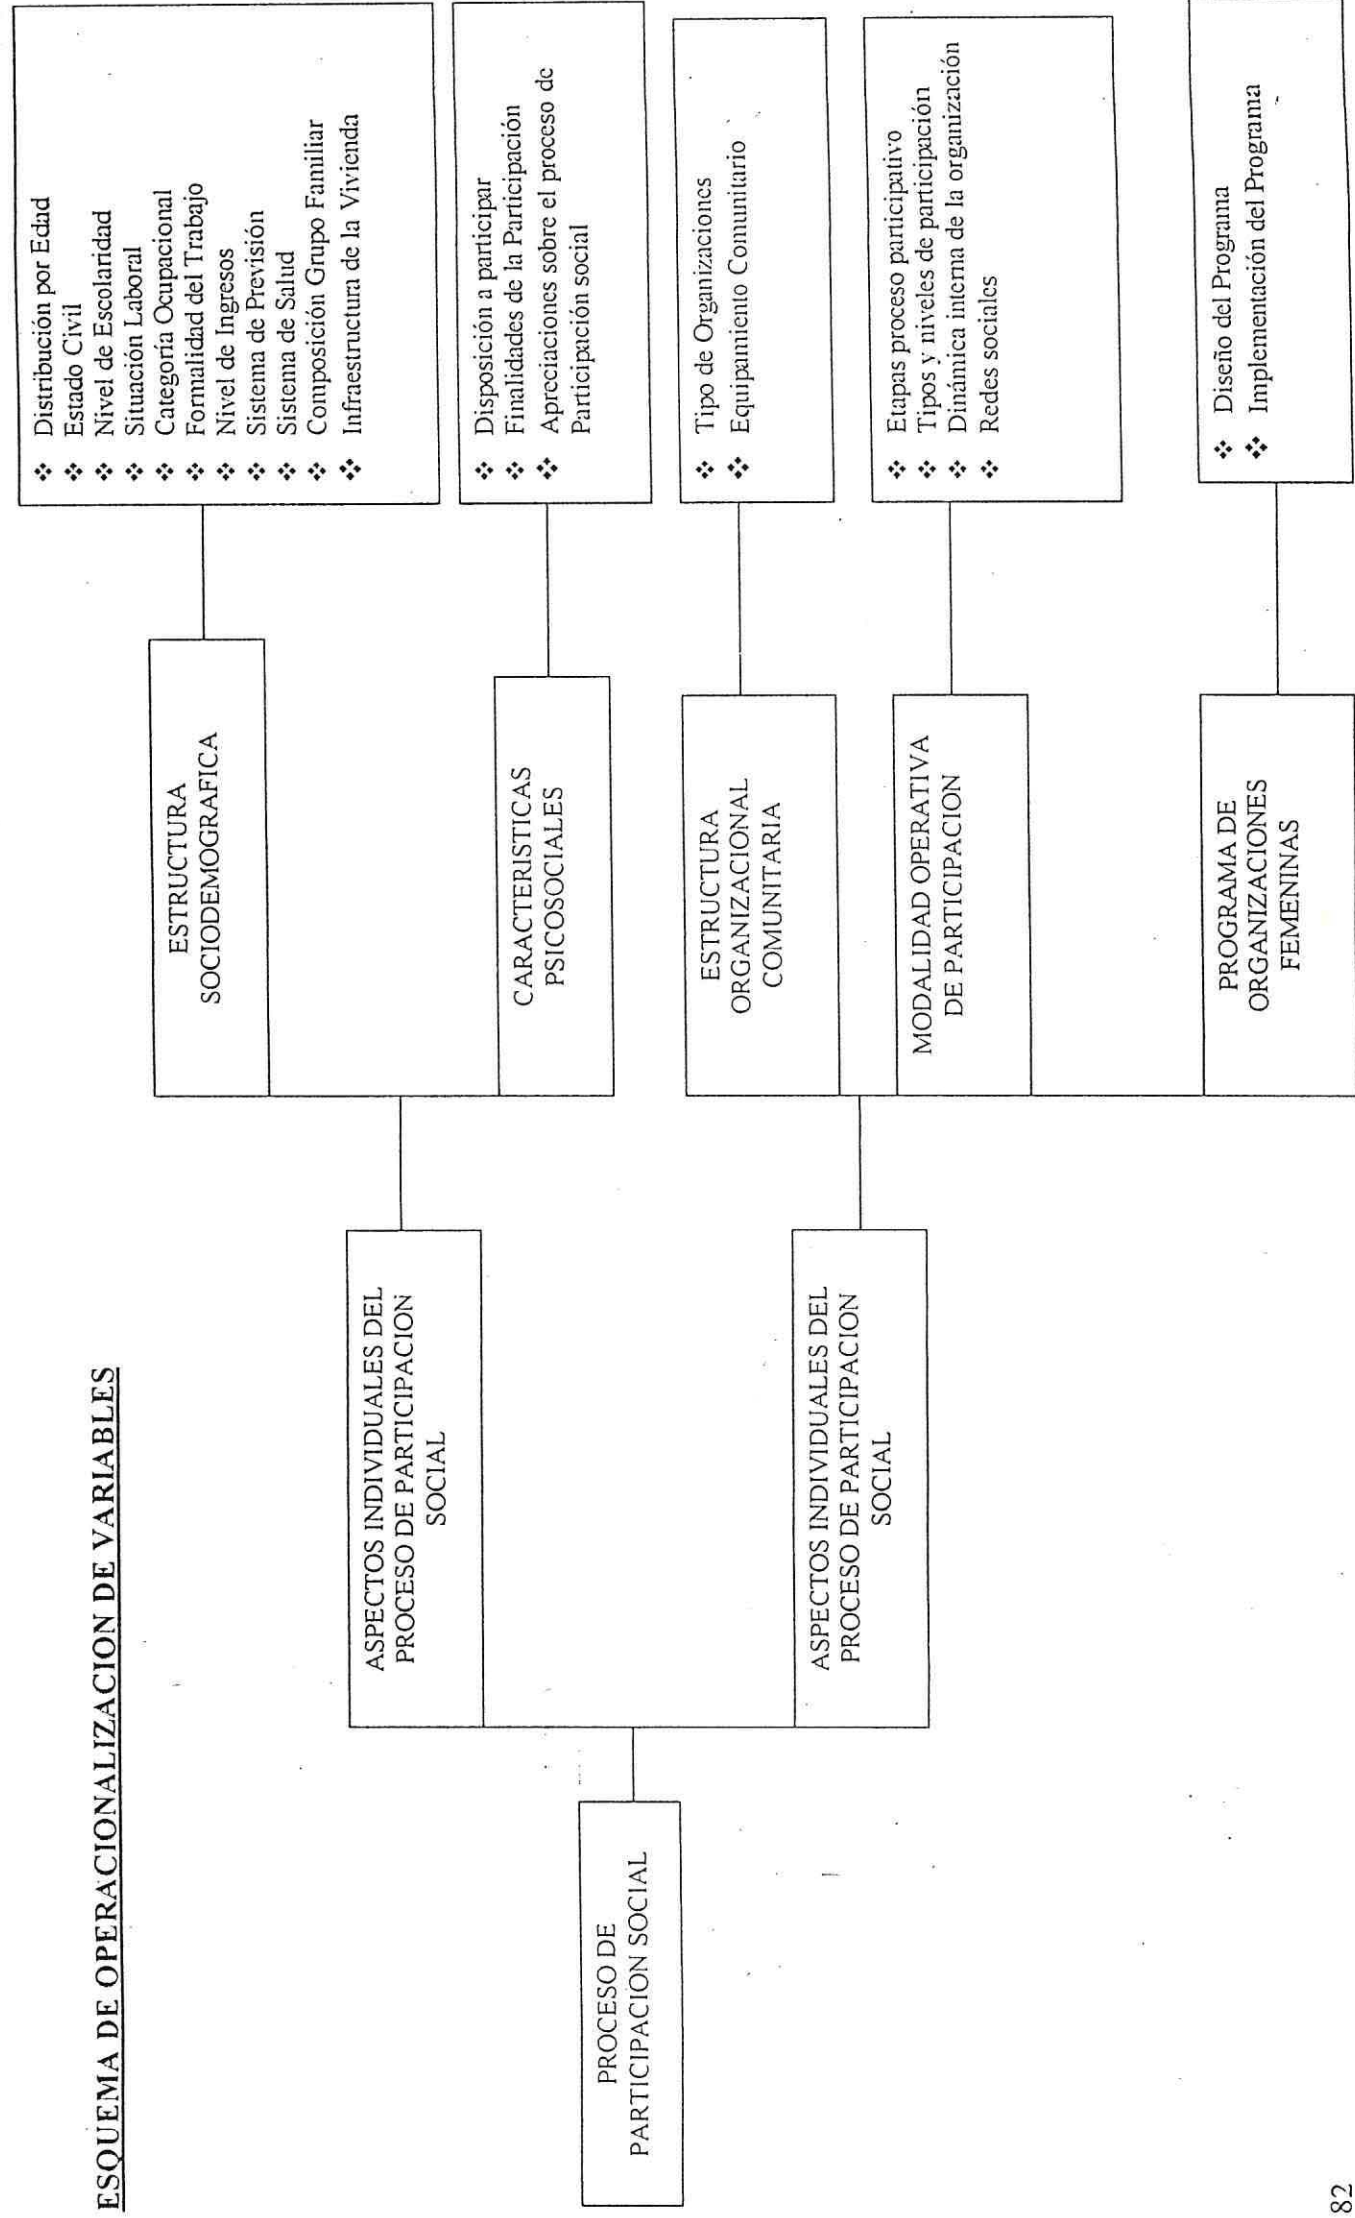 ESQUEMA DE OPERACIONALIZACION DE VARIABLES
PROCESO DE
PARTICIPACION SOCIAL
ASPECTOS INDIVIDUALES DEL
PROCESO DE PARTICIPACION
SOCIAL
ASPECTOS INDIVIDUALES DEL
PROCESO DE PARTICIPACION
SOCIAL
ESTRUCTURA
SOCIODEMOGRAFICA
CARACTERISTICAS
PSICOSOCIALES
ESTRUCTURA
ORGANIZACIONAL
COMUNITARIA
MODALIDAD OPERATIVA
DE PARTICIPACION
PROGRAMA DE
ORGANIZACIONES
FEMENINAS
❖ Distribución por Edad
❖ Estado Civil
❖ Nivel de Escolaridad
❖ Situación Laboral
❖ Categoría Ocupacional
❖ Formalidad del Trabajo
❖ Nivel de Ingresos
❖ Sistema de Previsión
❖ Sistema de Salud
❖ Composición Grupo Familiar
❖ Infraestructura de la Vivienda
❖ Disposición a participar
❖ Finalidades de la Participación
❖ Apreciaciones sobre el proceso de
Participación social
❖ Tipo de Organizaciones
❖ Equipamiento Comunitario
❖ Etapas proceso participativo
❖ Tipos y niveles de participación
❖ Dinámica interna de la organización
❖ Redes sociales
❖ Diseño del Programa
❖ Implementación del Programa
82